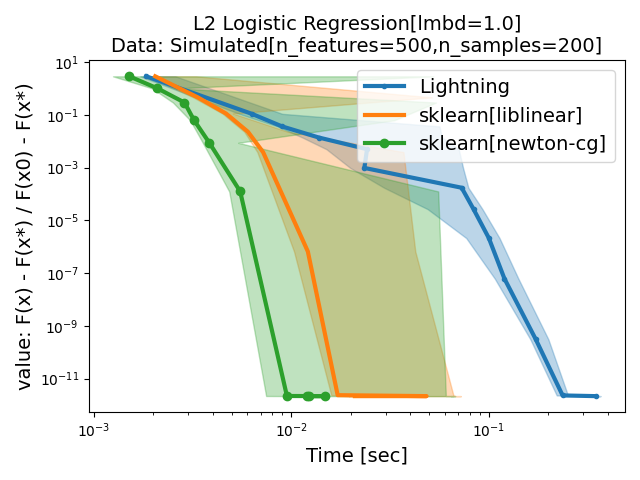 L2 Logistic Regression[lmbd=1.0]
Data: Simulated[n_features=500,n_samples=200]
value: F(x) - F(x*) / F(x0) - F(x*)
10¹
10⁻¹
10⁻³
10⁻⁵
10⁻⁷
10⁻⁹
10⁻¹¹
Lightning
sklearn[liblinear]
sklearn[newton-cg]
10⁻³
10⁻²
10⁻¹
Time [sec]